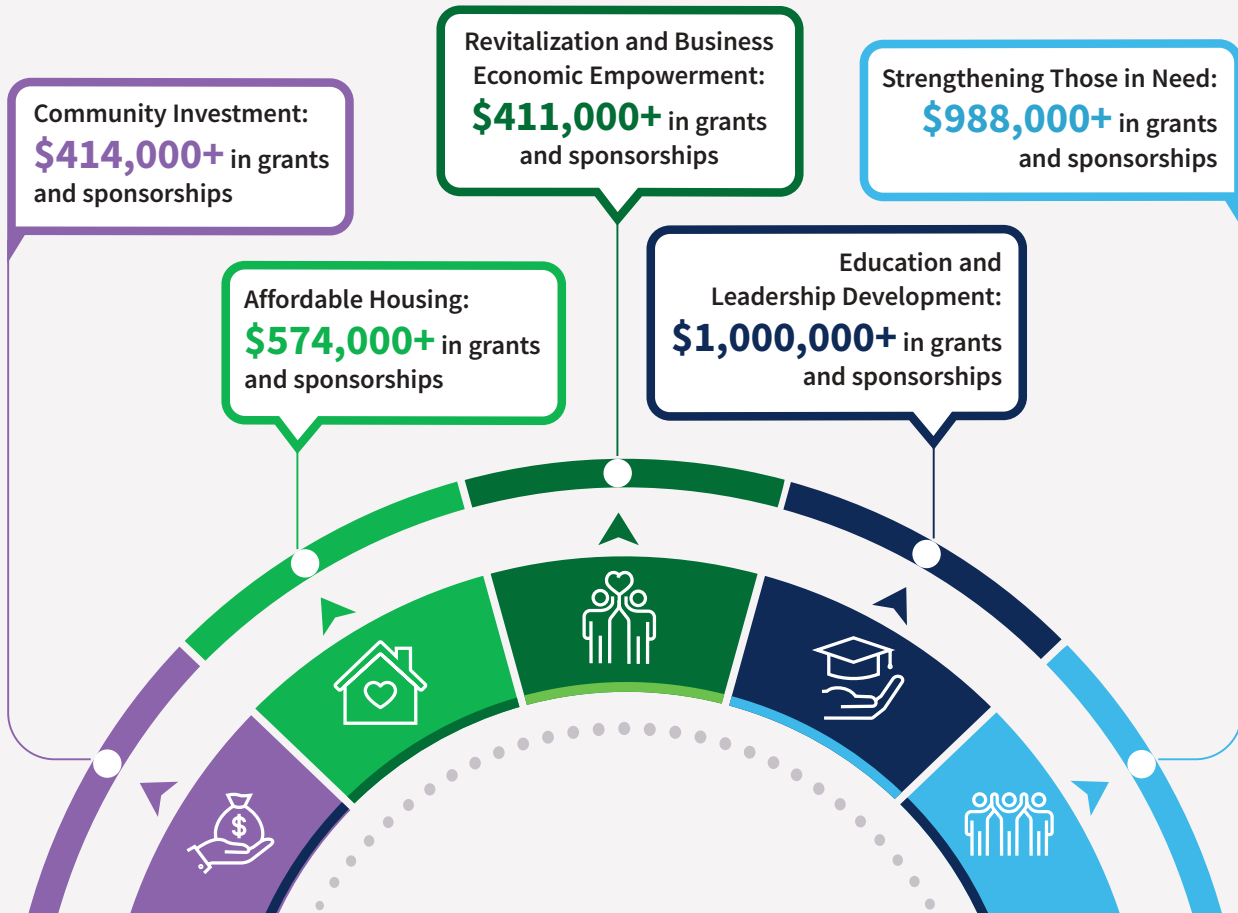 Community Investment:
$414,000+ in grants
and sponsorships
Affordable Housing:
$574,000+ in grants
and sponsorships
Revitalization and Business
Economic Empowerment:
$411,000+ in grants
and sponsorships
Education and
Leadership Development:
$1,000,000+ in grants
and sponsorships
Strengthening Those in Need:
$988,000+ in grants
and sponsorships
$